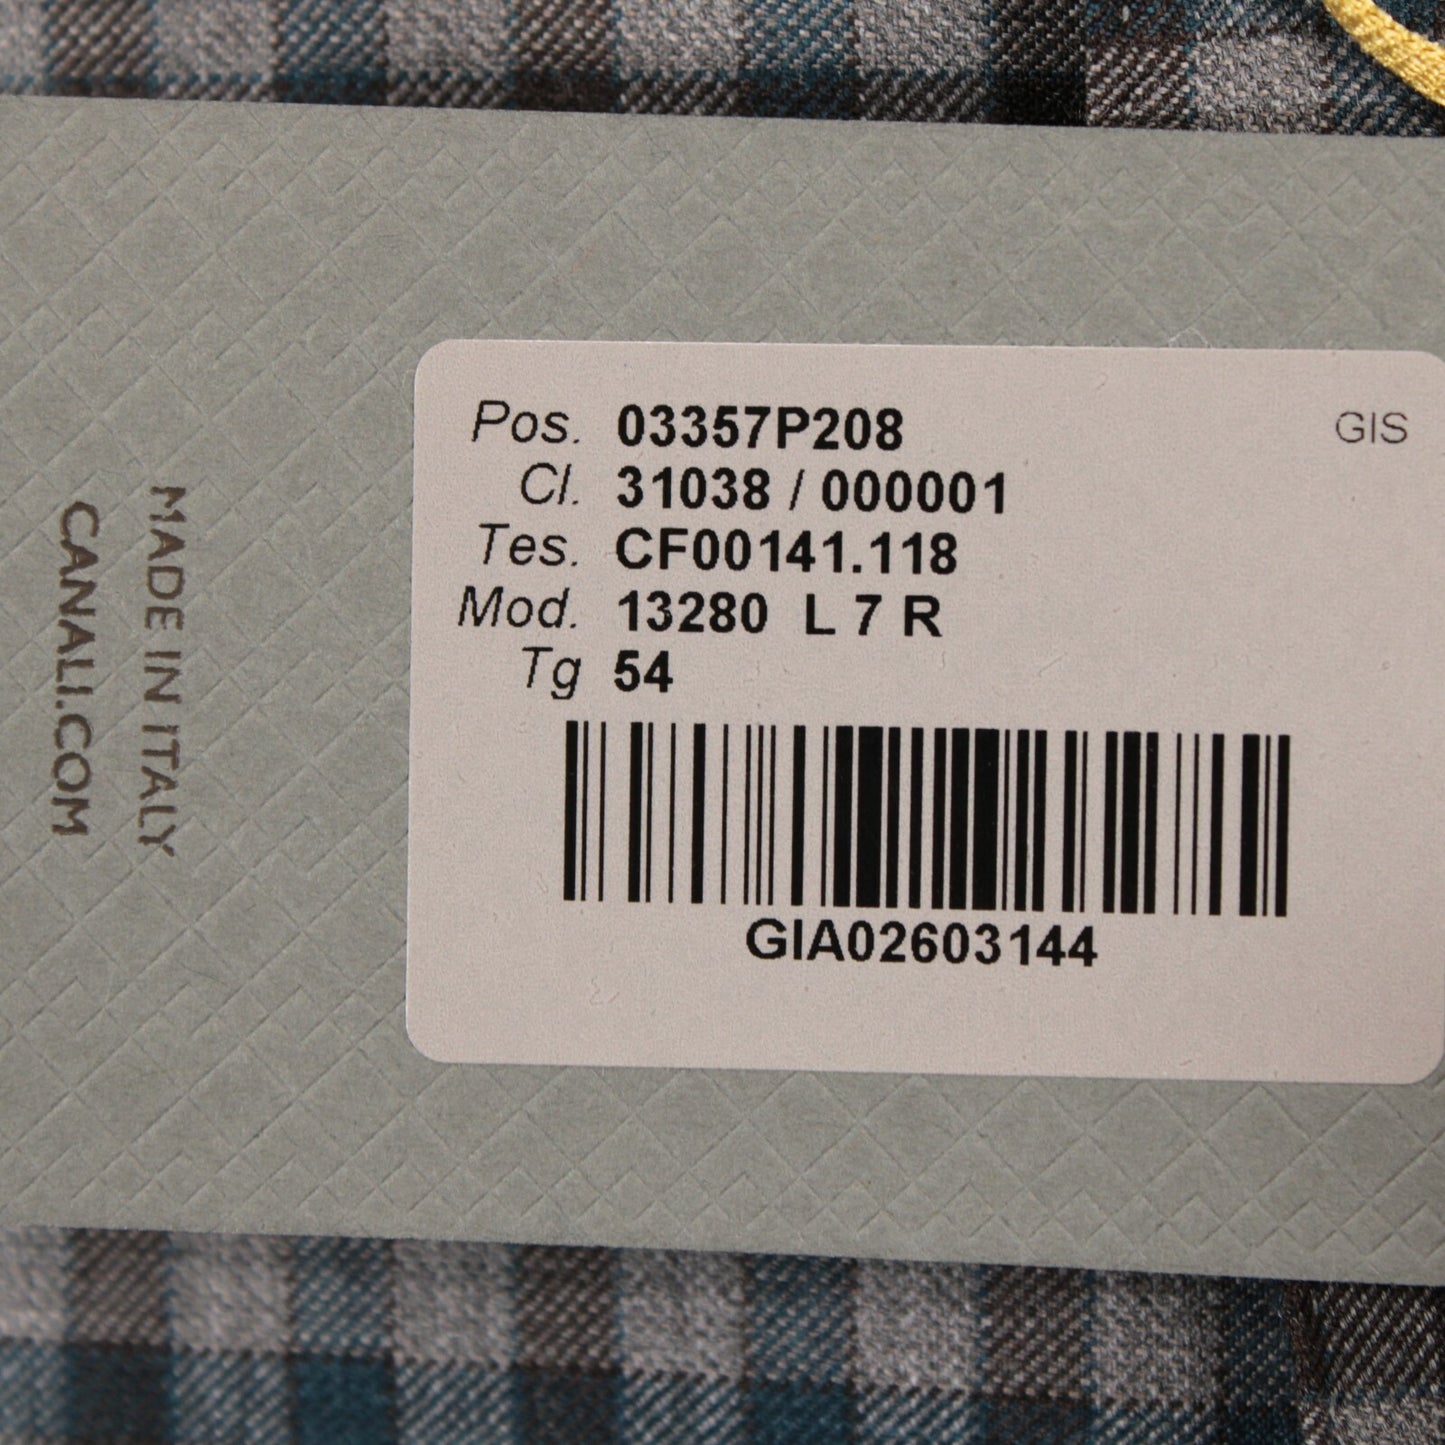 Pos. 03357P208
GIS
Cl. 31038 / 000001
Tes. CF00141.118
Mod. 13280 L 7 R
Tg 54
GIA02603144
MADE IN ITALY
CANALI.COM